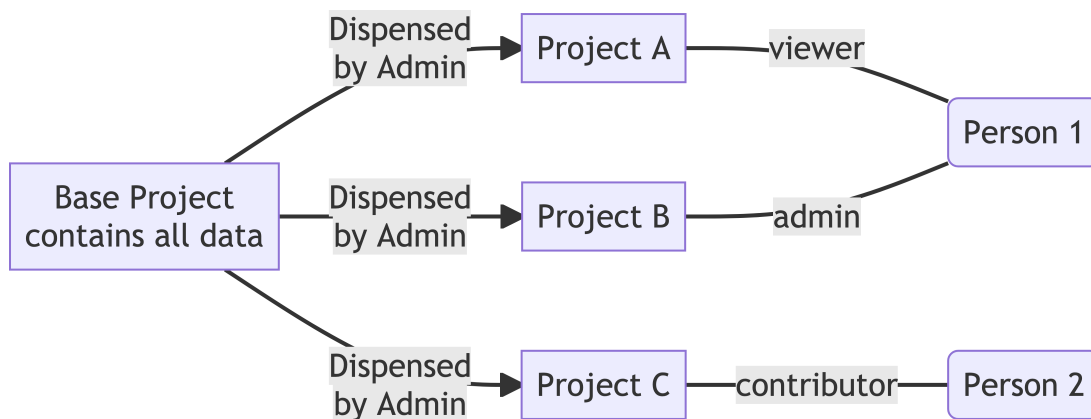 Dispensed
by Admin
Project A
viewer
Person 1
Base Project
contains all data
Dispensed
by Admin
Project B
admin
Dispensed
by Admin
Project C
contributor
Person 2